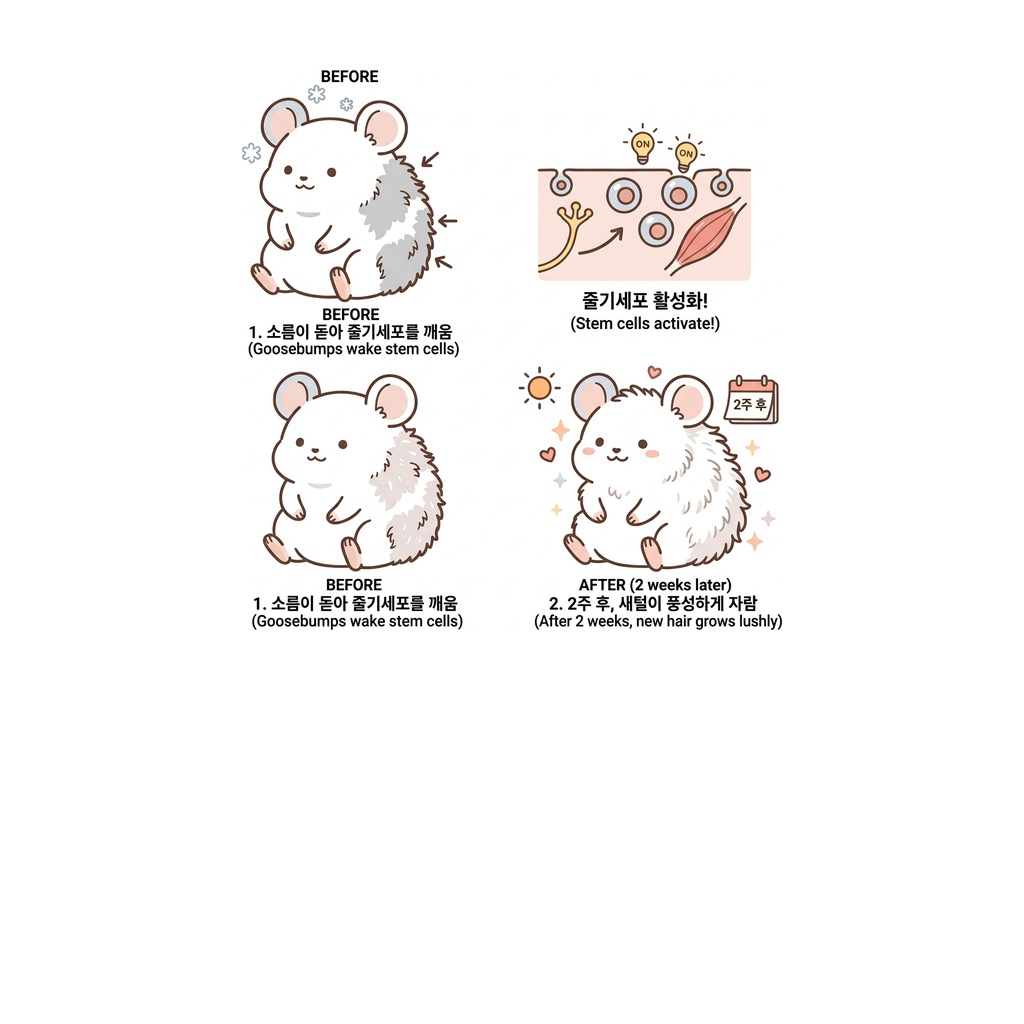 BEFORE
ON
ON
BEFORE
1. 소름이 돋아 줄기세포를 깨움
(Goosebumps wake stem cells)
줄기세포 활성화!
(Stem cells activate!)
2주 후
BEFORE
1. 소름이 돋아 줄기세포를 깨움
(Goosebumps wake stem cells)
AFTER (2 weeks later)
2. 2주 후, 새털이 풍성하게 자람
(After 2 weeks, new hair grows lushly)